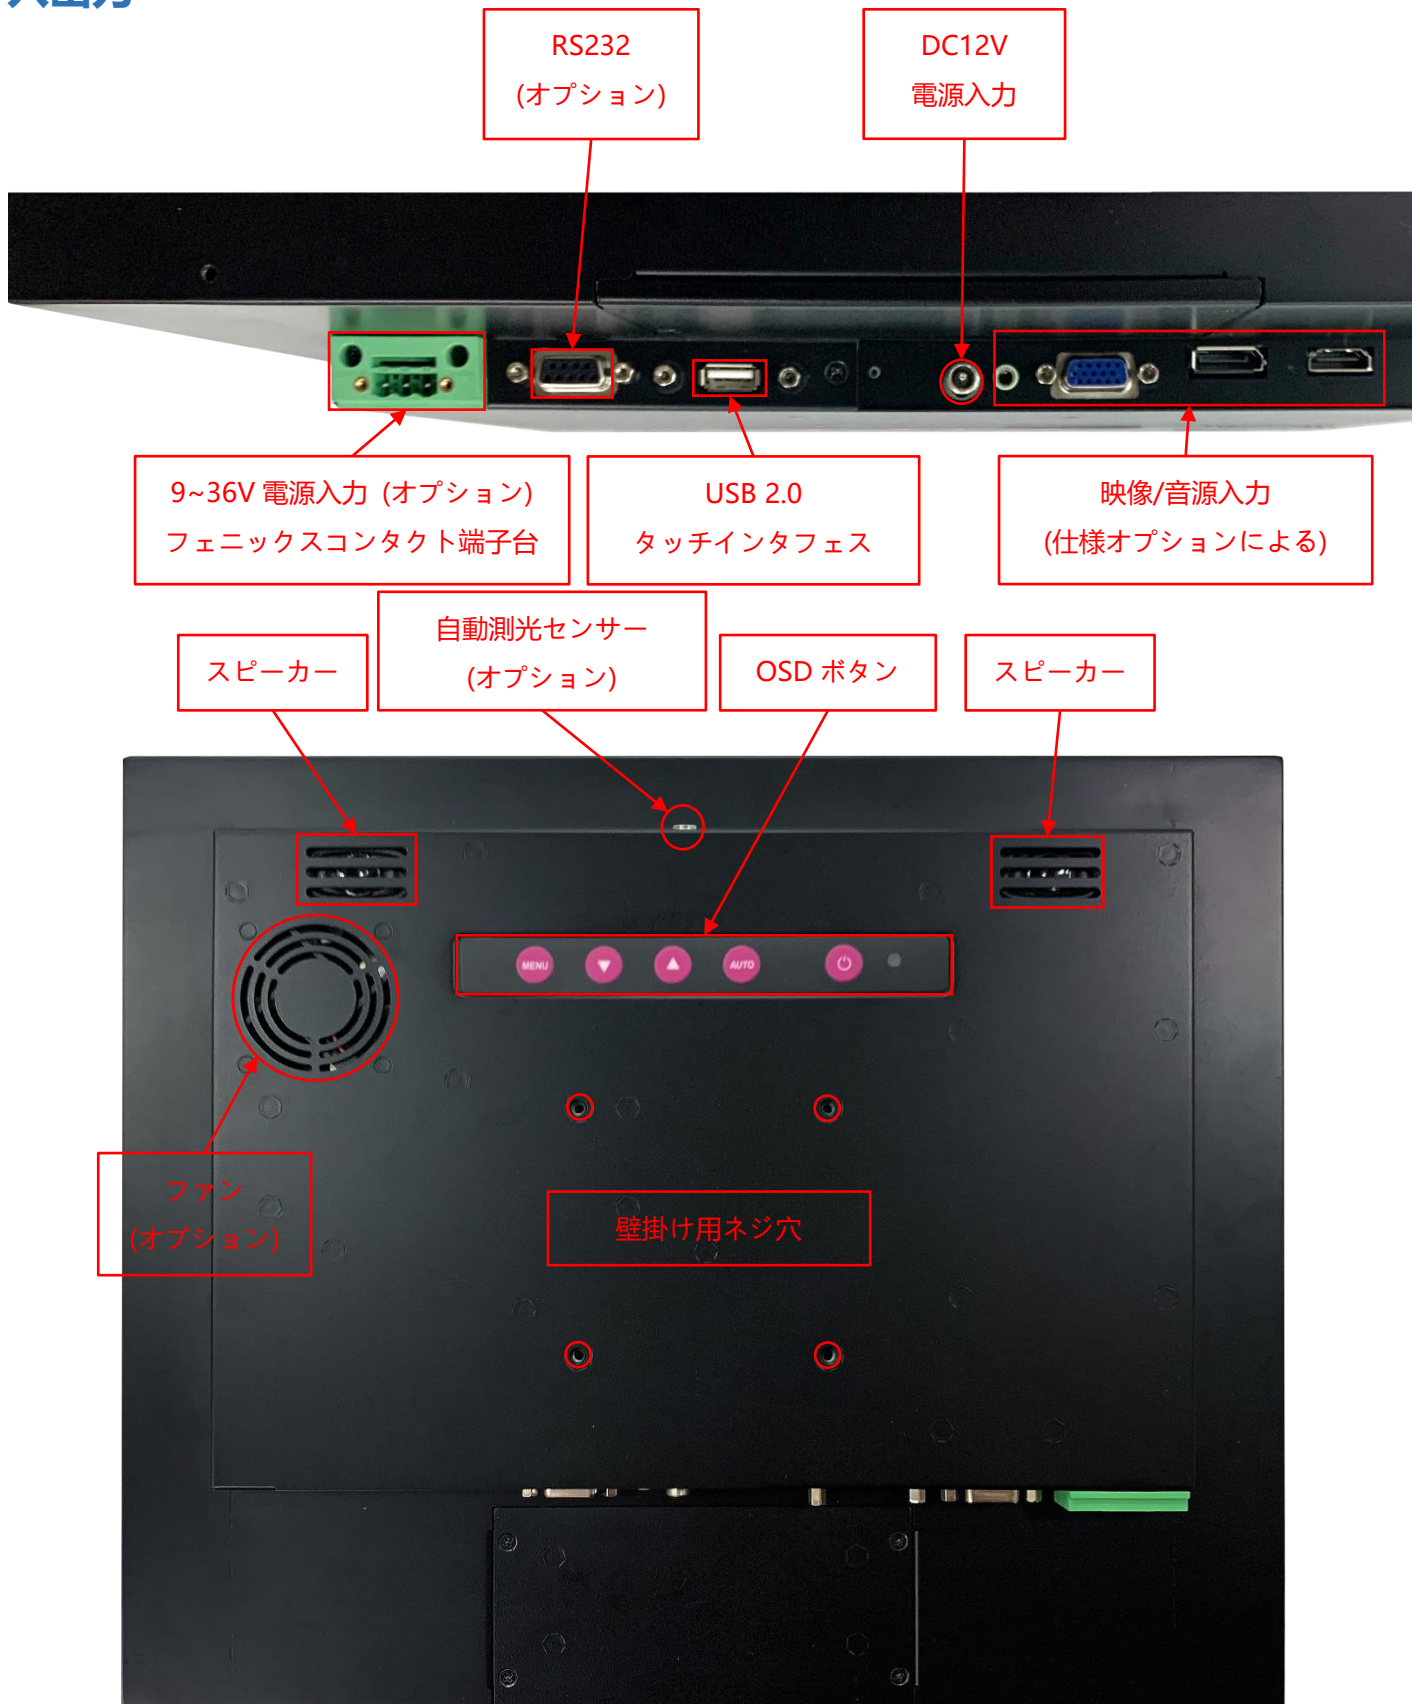 入出力
RS232
(オプション)
DC12V
電源入力
9~36V 電源入力 (オプション)
フェニックスコンタクト端子台
USB 2.0
タッチインタフェス
映像/音源入力
(仕様オプションによる)
自動測光センサー
(オプション)
スピーカー
OSD ボタン
スピーカー
MENU
AUTO
ファン
(オプション)
壁掛け用ネジ穴